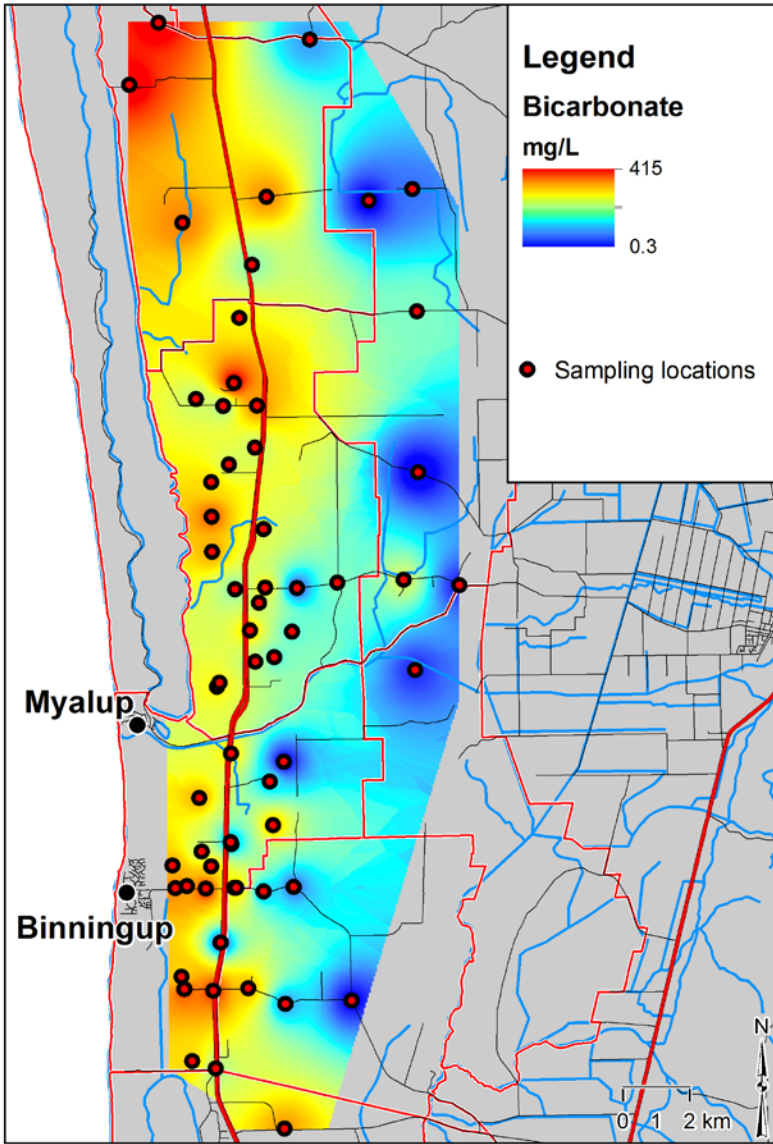 Legend
Bicarbonate
mg/L
415
0.3
Sampling locations
Myalup
Binningup
N
0 1 2 km